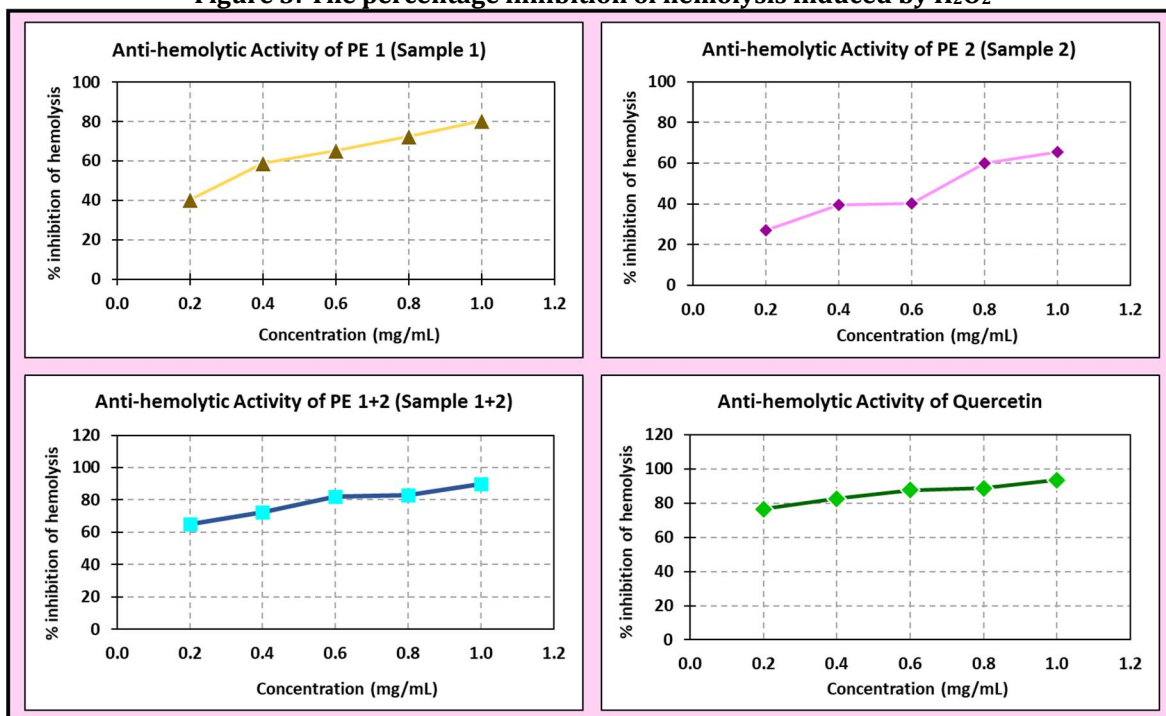 Figure 3: The percentage inhibition of hemolysis induced by H₂O₂
Anti-hemolytic Activity of PE 1 (Sample 1)
% inhibition of hemolysis
100
80
60
40
20
0
0.0 0.2 0.4 0.6 0.8 1.0 1.2
Concentration (mg/mL)
Anti-hemolytic Activity of PE 2 (Sample 2)
% inhibition of hemolysis
100
80
60
40
20
0
0.0 0.2 0.4 0.6 0.8 1.0 1.2
Concentration (mg/mL)
Anti-hemolytic Activity of PE 1+2 (Sample 1+2)
% inhibition of hemolysis
120
100
80
60
40
20
0
0.0 0.2 0.4 0.6 0.8 1.0 1.2
Concentration (mg/mL)
Anti-hemolytic Activity of Quercetin
% inhibition of hemolysis
120
100
80
60
40
20
0
0.0 0.2 0.4 0.6 0.8 1.0 1.2
Concentration (mg/mL)